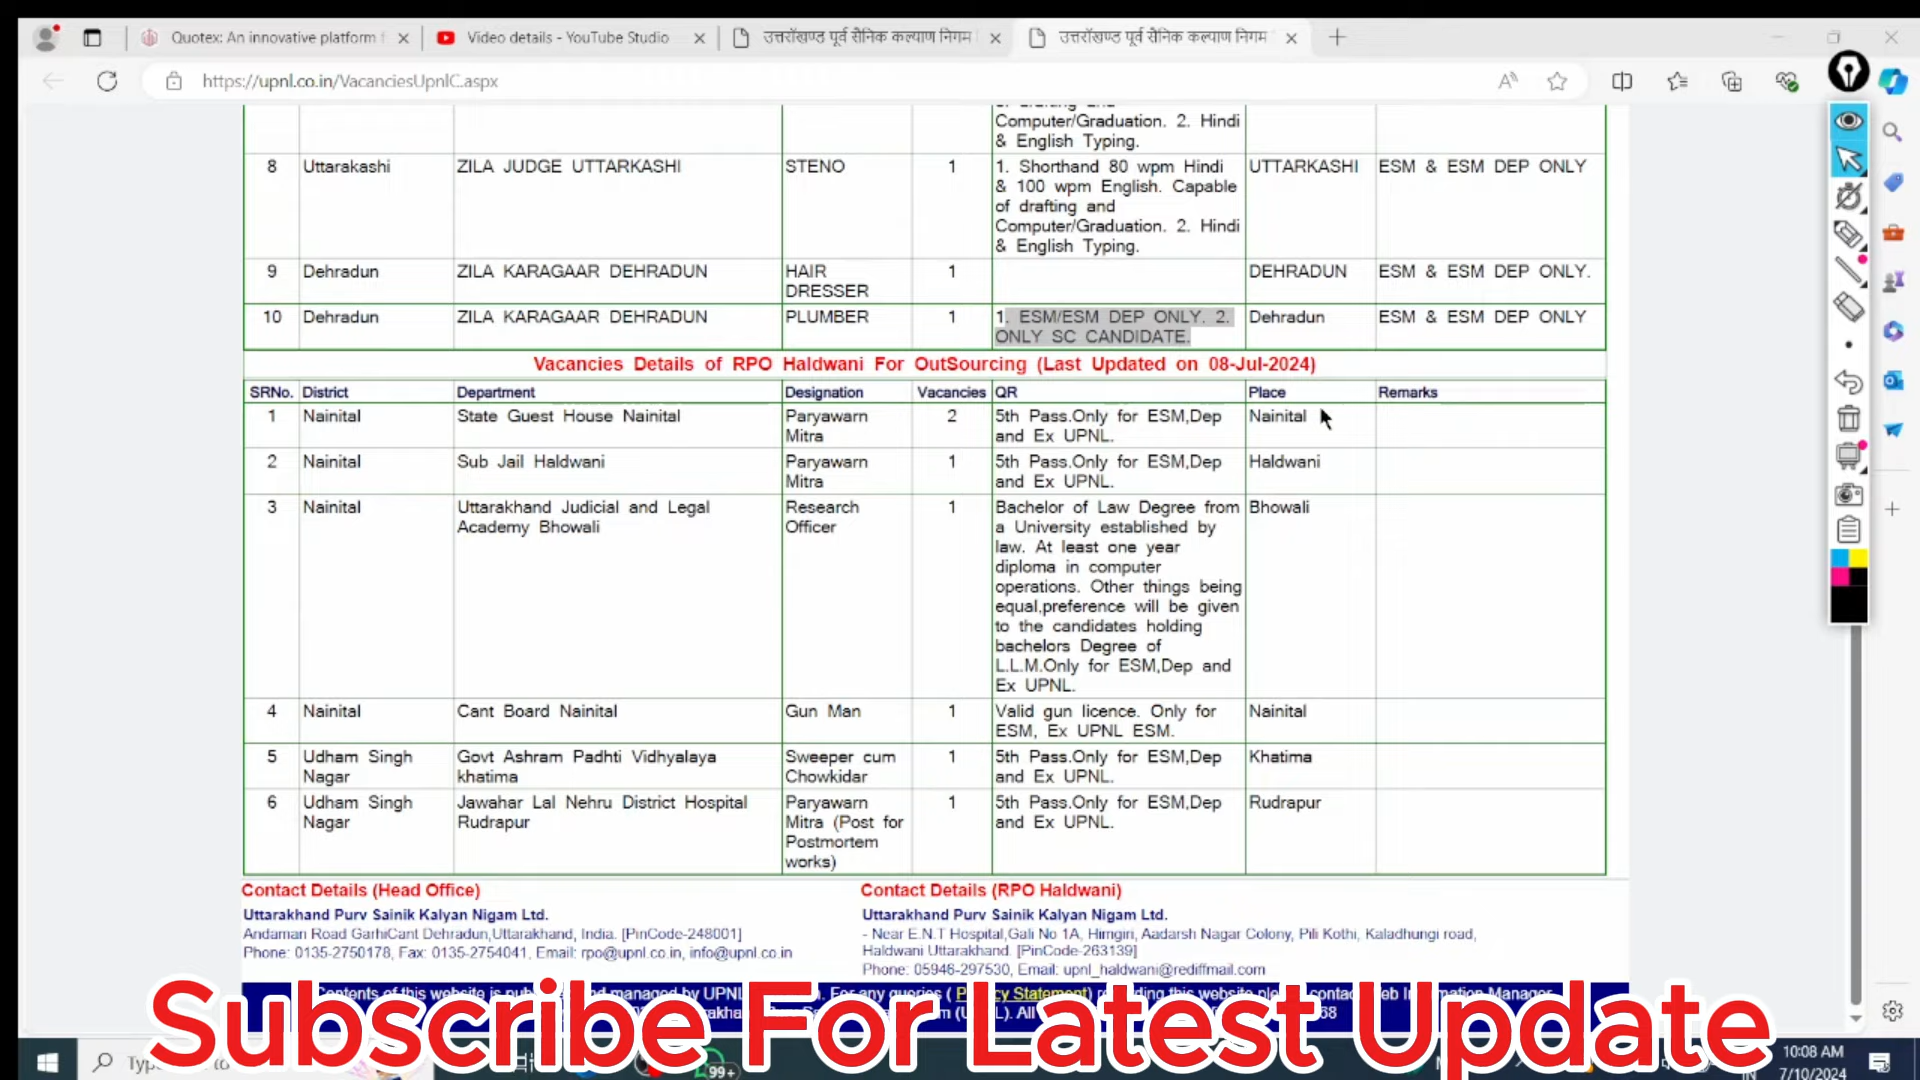 Quotex: An innovative platform f
Video details - YouTube Studio
उत्तराखण्ड पूर्व सैनिक कल्याण निगम
उत्तराखण्ड पूर्व सैनिक कल्याण निगम
https://upnl.co.in/VacanciesUpnlC.aspx
Computer/Graduation. 2. Hindi
& English Typing.
8 Uttarakashi ZILA JUDGE UTTARKASHI STENO 1 1. Shorthand 80 wpm Hindi UTTARKASHI ESM & ESM DEP ONLY
& 100 wpm English. Capable
of drafting and
Computer/Graduation. 2. Hindi
& English Typing.
9 Dehradun ZILA KARAGAAR DEHRADUN HAIR 1 DEHRADUN ESM & ESM DEP ONLY.
DRESSER
10 Dehradun ZILA KARAGAAR DEHRADUN PLUMBER 1 1. ESM/ESM DEP ONLY. 2. Dehradun ESM & ESM DEP ONLY
ONLY SC CANDIDATE.
Vacancies Details of RPO Haldwani For OutSourcing (Last Updated on 08-Jul-2024)
SRNo. District Department Designation Vacancies QR Place Remarks
1 Nainital State Guest House Nainital Paryawarn 2 5th Pass.Only for ESM,Dep Nainital
Mitra and Ex UPNL.
2 Nainital Sub Jail Haldwani Paryawarn 1 5th Pass.Only for ESM,Dep Haldwani
Mitra and Ex UPNL.
3 Nainital Uttarakhand Judicial and Legal Research 1 Bachelor of Law Degree from Bhowali
Academy Bhowali Officer a University established by
law. At least one year
diploma in computer
operations. Other things being
equal,preference will be given
to the candidates holding
bachelors Degree of
L.L.M.Only for ESM,Dep and
Ex UPNL.
4 Nainital Cant Board Nainital Gun Man 1 Valid gun licence. Only for Nainital
ESM, Ex UPNL ESM.
5 Udham Singh Govt Ashram Padhti Vidhyalaya Sweeper cum 1 5th Pass.Only for ESM,Dep Khatima
Nagar khatima Chowkidar and Ex UPNL.
6 Udham Singh Jawahar Lal Nehru District Hospital Paryawarn 1 5th Pass.Only for ESM,Dep Rudrapur
Nagar Rudrapur Mitra (Post for and Ex UPNL.
Postmortem
works)
Contact Details (Head Office) Contact Details (RPO Haldwani)
Uttarakhand Purv Sainik Kalyan Nigam Ltd. Uttarakhand Purv Sainik Kalyan Nigam Ltd.
Andaman Road GarhiCant Dehradun,Uttarakhand, India. [PinCode-248001] - Near E.N.T Hospital,Gali No 1A, Himgiri, Aadarsh Nagar Colony, Pili Kothi, Kaladhungi road,
Phone: 0135-2750178, Fax: 0135-2754041, Email: rpo@upnl.co.in, info@upnl.co.in Haldwani Uttarakhand. [PinCode-263139]
Phone: 05946-297530, Email: upnl_haldwani@rediffmail.com
Subscribe For Latest Update
99+
10:08 AM
7/10/2024